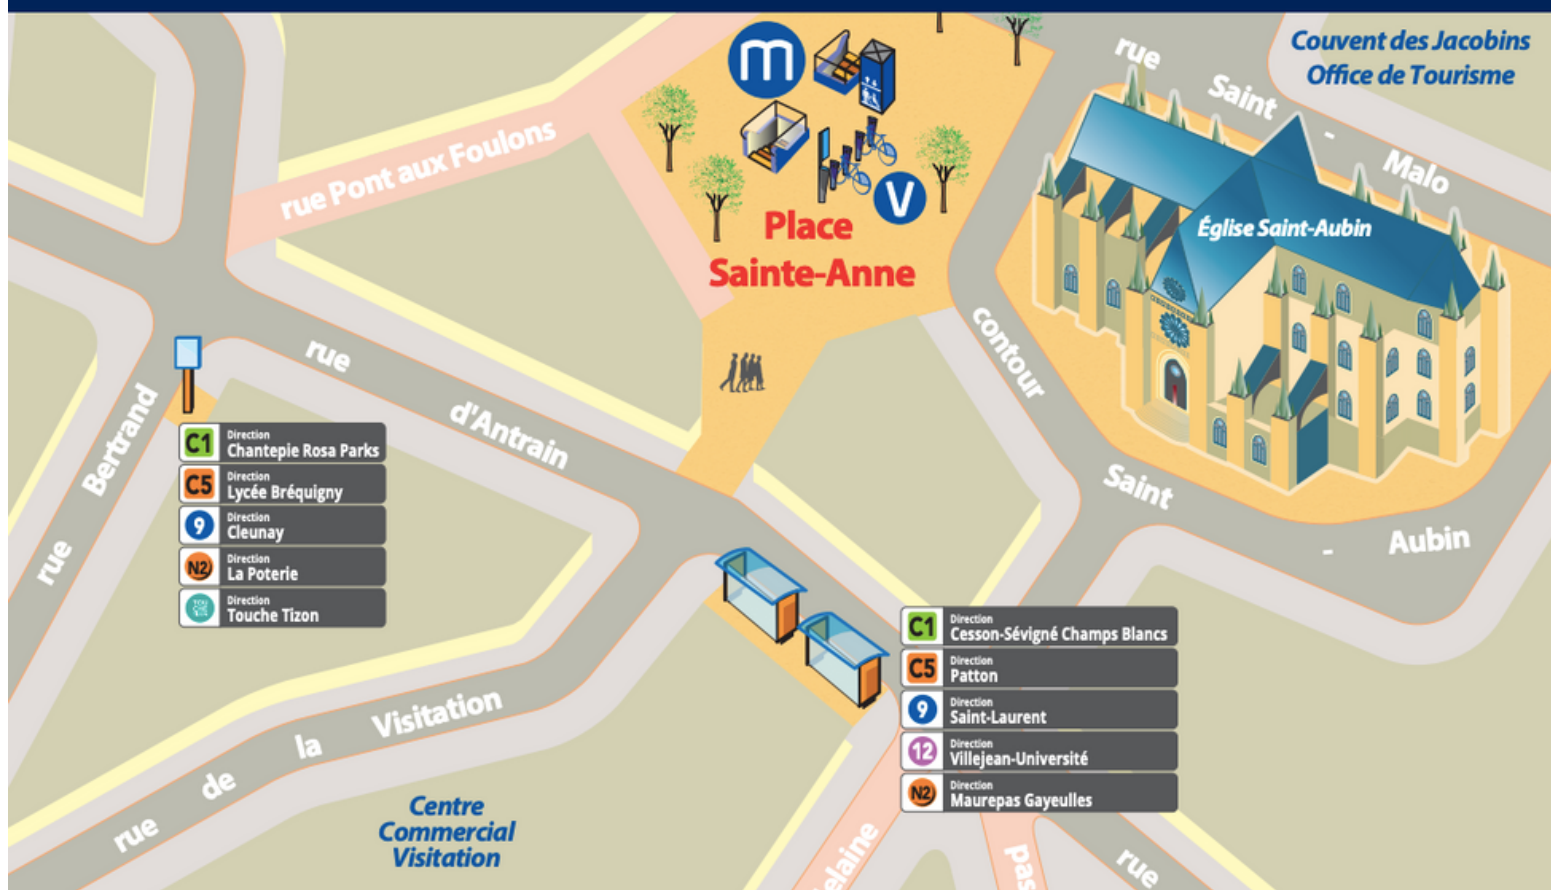 Couvent des Jacobins
Office de Tourisme
rue Saint - Malo
m
rue Pont aux Foulons
V
Place
Sainte-Anne
Église Saint-Aubin
contour Saint - Aubin
rue d'Antrain
rue Bertrand
C1 Direction
Chantepie Rosa Parks
C5 Direction
Lycée Bréquigny
9 Direction
Cleunay
N2 Direction
La Poterie
Direction
Touche Tizon
C1 Direction
Cesson-Sévigné Champs Blancs
C5 Direction
Patton
9 Direction
Saint-Laurent
12 Direction
Villejean-Université
N2 Direction
Maurepas Gayeulles
rue de la Visitation
Centre
Commercial
Visitation
elaine
pas
rue